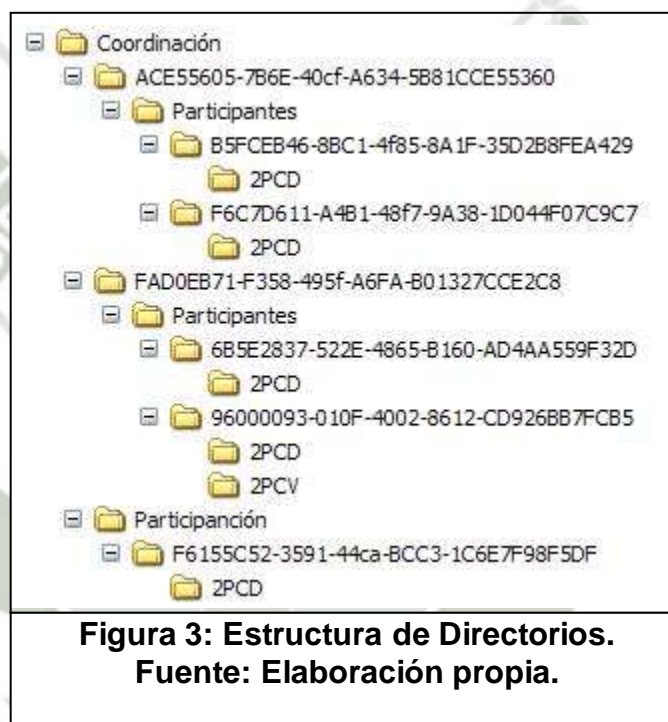 Coordinación
ACE55605-7B6E-40cf-A634-5B81CCE55360
Participantes
B5FCEB46-8BC1-4f85-8A1F-35D2B8FEA429
2PCD
F6C7D611-A4B1-48f7-9A38-1D044F07C9C7
2PCD
FAD0EB71-F358-495f-A6FA-B01327CCE2C8
Participantes
6B5E2837-522E-4865-B160-AD4AA559F32D
2PCD
96000093-010F-4002-8612-CD926BB7FCB5
2PCD
2PCV
Participanción
F6155C52-3591-44ca-BCC3-1C6E7F98F5DF
2PCD
Figura 3: Estructura de Directorios.
Fuente: Elaboración propia.